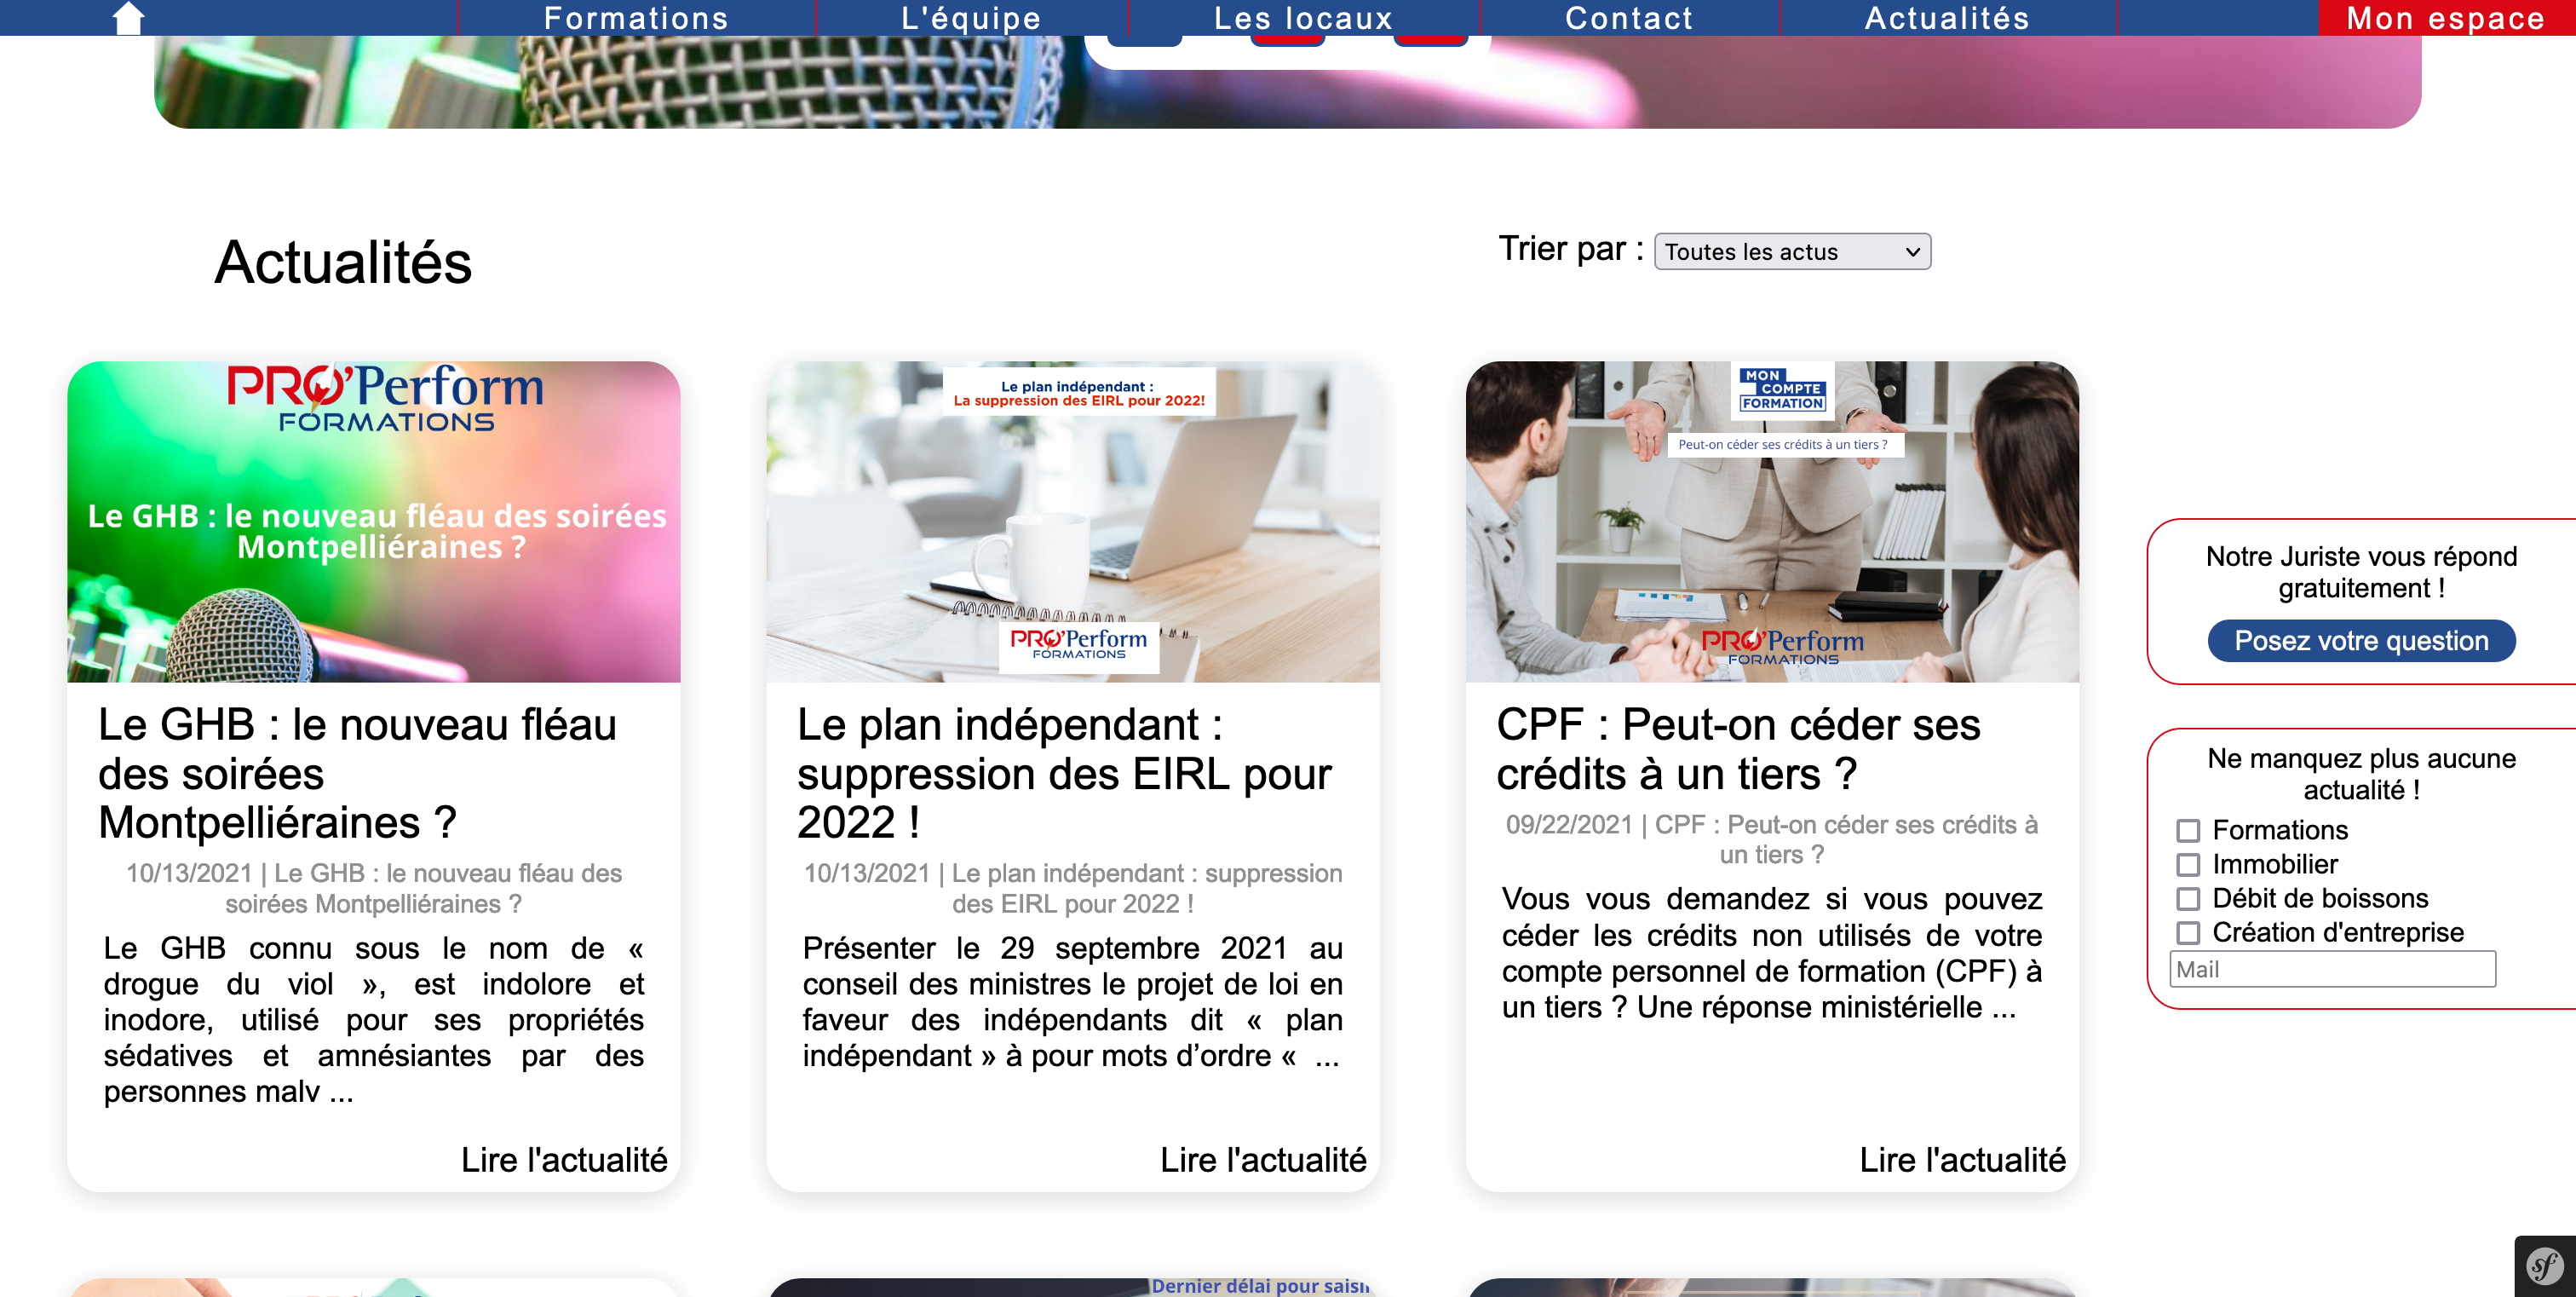 Formations
L'équipe
Les locaux
Contact
Actualités
Mon espace
Actualités
Trier par :
Toutes les actus
PRO'Perform
FORMATIONS
Le GHB : le nouveau fléau des soirées
Montpelliéraines ?
Le GHB : le nouveau fléau
des soirées
Montpelliéraines ?
10/13/2021 | Le GHB : le nouveau fléau des
soirées Montpelliéraines ?
Le GHB connu sous le nom de «
drogue du viol », est indolore et
inodore, utilisé pour ses propriétés
sédatives et amnésiantes par des
personnes malv ...
Lire l'actualité
Le plan indépendant :
La suppression des EIRL pour 2022!
PRO'Perform
FORMATIONS
Le plan indépendant :
suppression des EIRL pour
2022 !
10/13/2021 | Le plan indépendant : suppression
des EIRL pour 2022 !
Présenter le 29 septembre 2021 au
conseil des ministres le projet de loi en
faveur des indépendants dit « plan
indépendant » à pour mots d’ordre « ...
Lire l'actualité
MON
COMPTE
FORMATION
Peut-on céder ses crédits à un tiers ?
PRO'Perform
FORMATIONS
CPF : Peut-on céder ses
crédits à un tiers ?
09/22/2021 | CPF : Peut-on céder ses crédits à
un tiers ?
Vous vous demandez si vous pouvez
céder les crédits non utilisés de votre
compte personnel de formation (CPF) à
un tiers ? Une réponse ministérielle ...
Lire l'actualité
Notre Juriste vous répond
gratuitement !
Posez votre question
Ne manquez plus aucune
actualité !
Formations
Immobilier
Débit de boissons
Création d'entreprise
Mail
Dernier délai pour saisir
sf